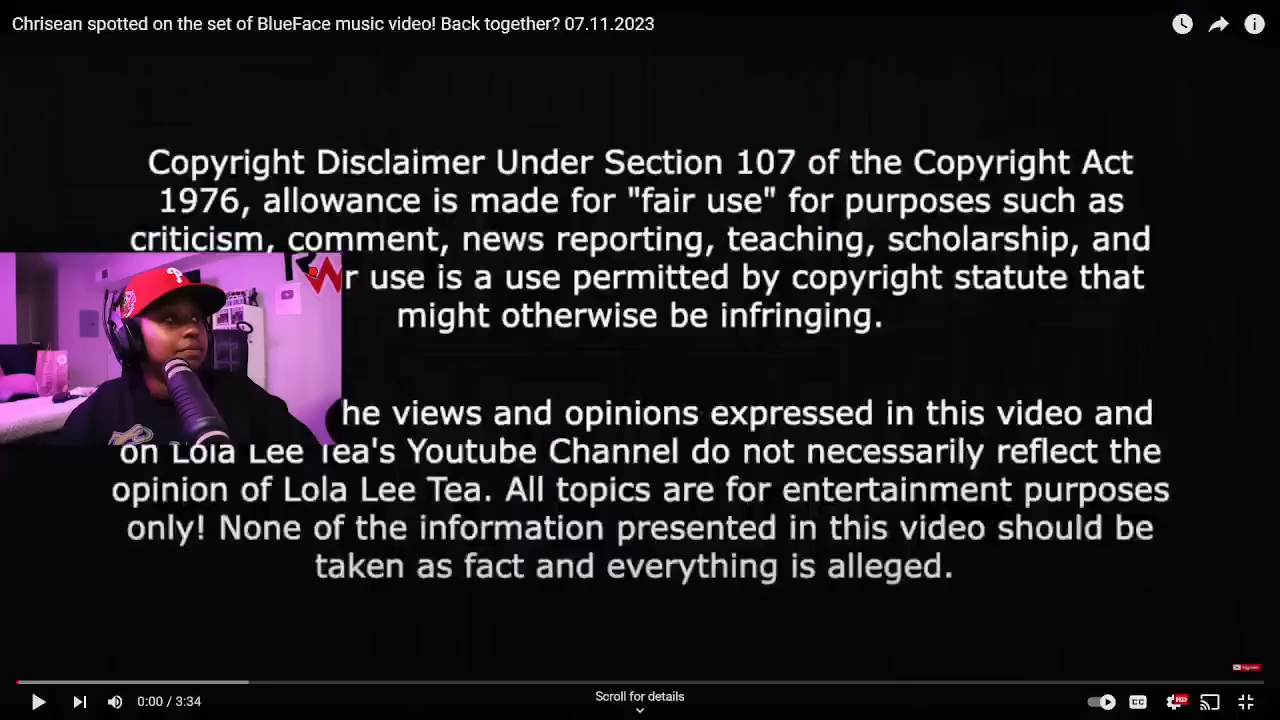 Chrisean spotted on the set of BlueFace music video! Back together? 07.11.2023
Copyright Disclaimer Under Section 107 of the Copyright Act
1976, allowance is made for "fair use" for purposes such as
criticism, comment, news reporting, teaching, scholarship, and
r use is a use permitted by copyright statute that
might otherwise be infringing.
he views and opinions expressed in this video and
on Lola Lee Tea's Youtube Channel do not necessarily reflect the
opinion of Lola Lee Tea. All topics are for entertainment purposes
only! None of the information presented in this video should be
taken as fact and everything is alleged.
0:00 / 3:34
Scroll for details
CC
HD